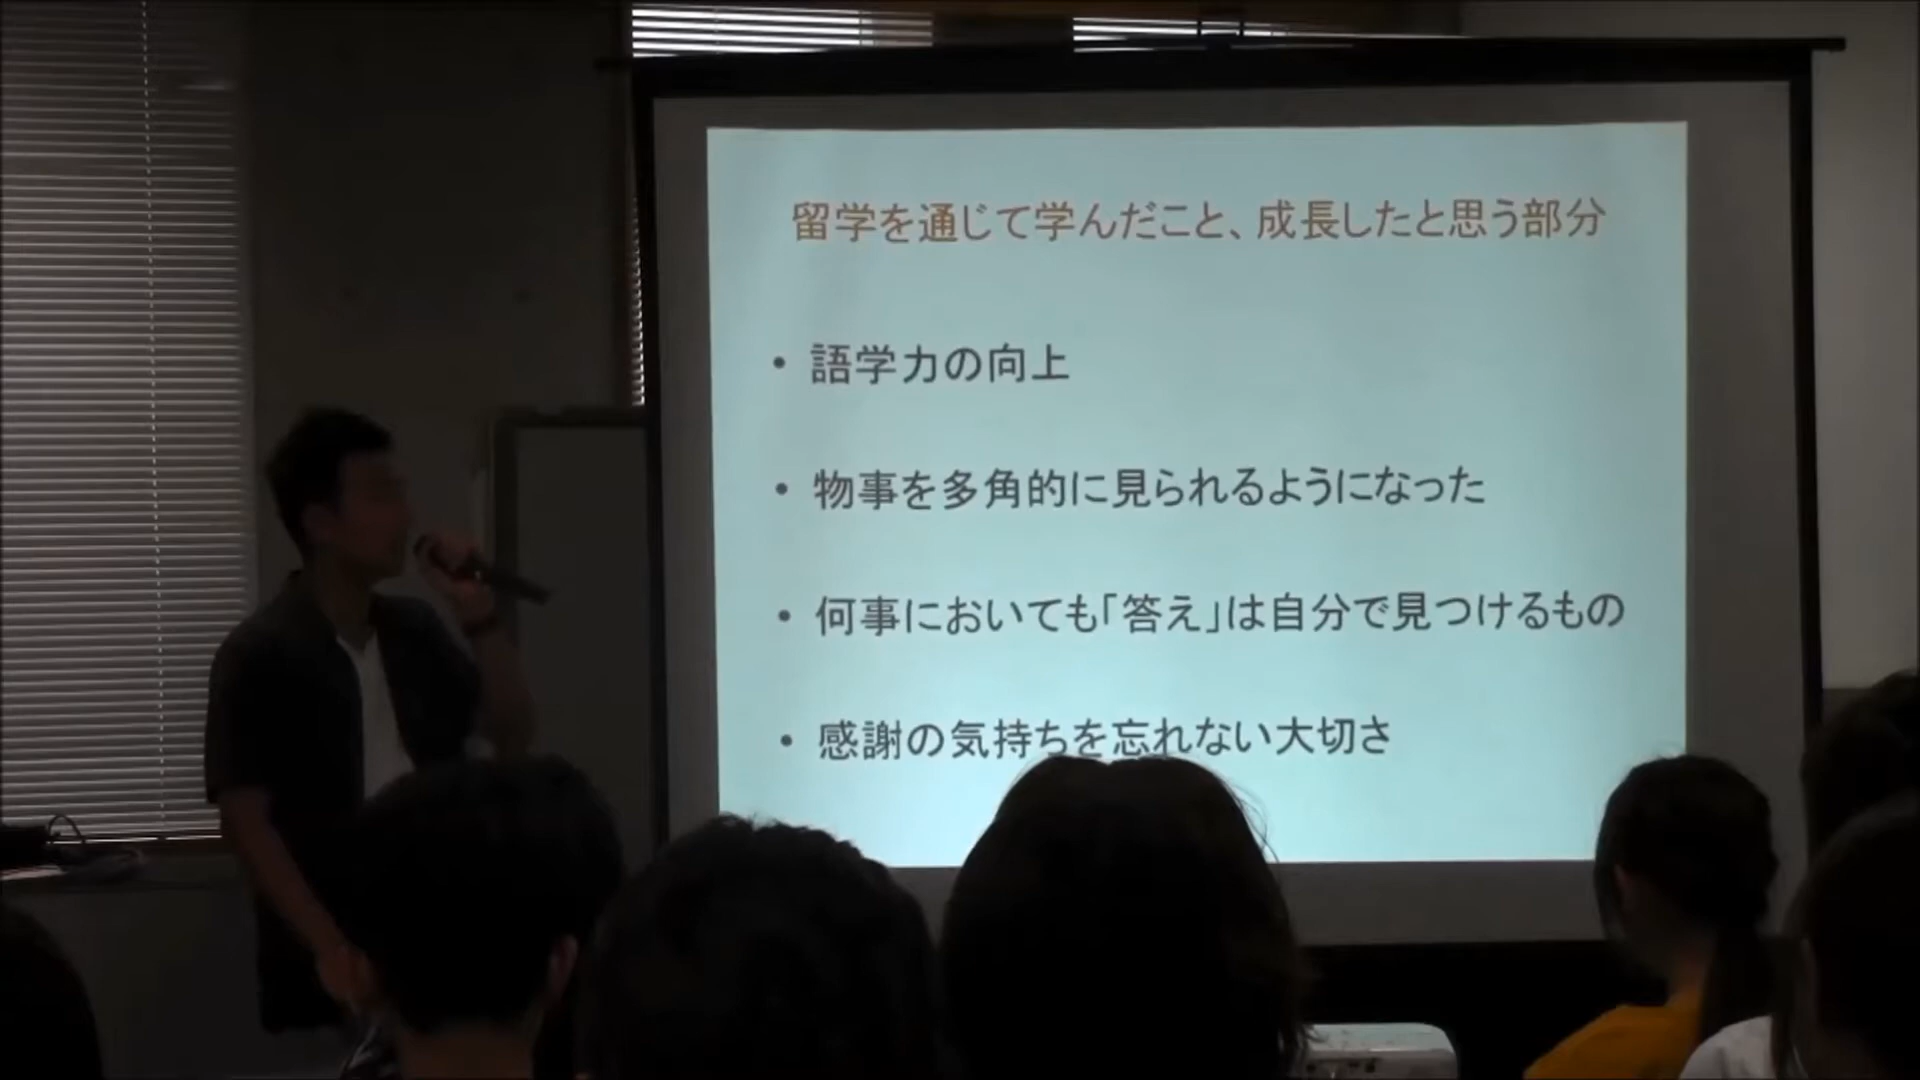 留学を通じて学んだこと、成長したと思う部分
• 語学力の向上
• 物事を多角的に見られるようになった
• 何事においても「答え」は自分で見つけるもの
• 感謝の気持ちを忘れない大切さ